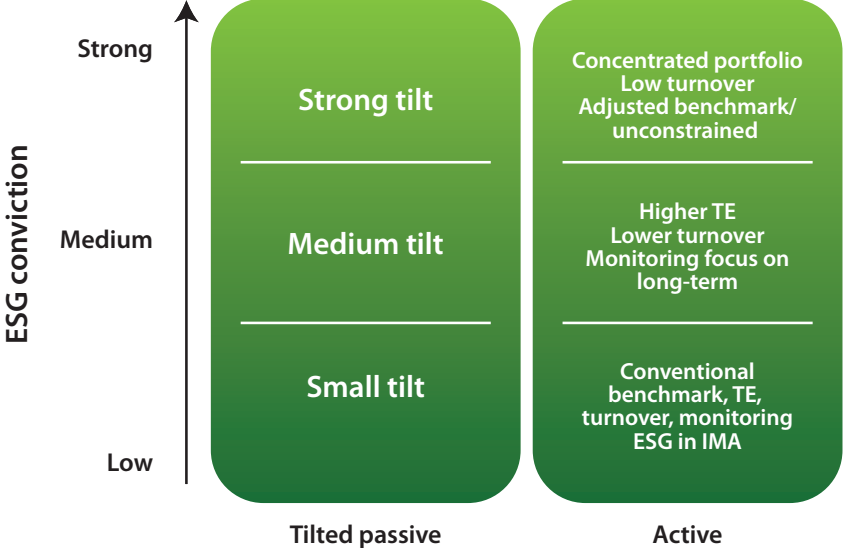 ESG conviction
Strong
Medium
Low
Strong tilt
Medium tilt
Small tilt
Concentrated portfolio
Low turnover
Adjusted benchmark/
unconstrained
Higher TE
Lower turnover
Monitoring focus on
long-term
Conventional
benchmark, TE,
turnover, monitoring
ESG in IMA
Tilted passive
Active